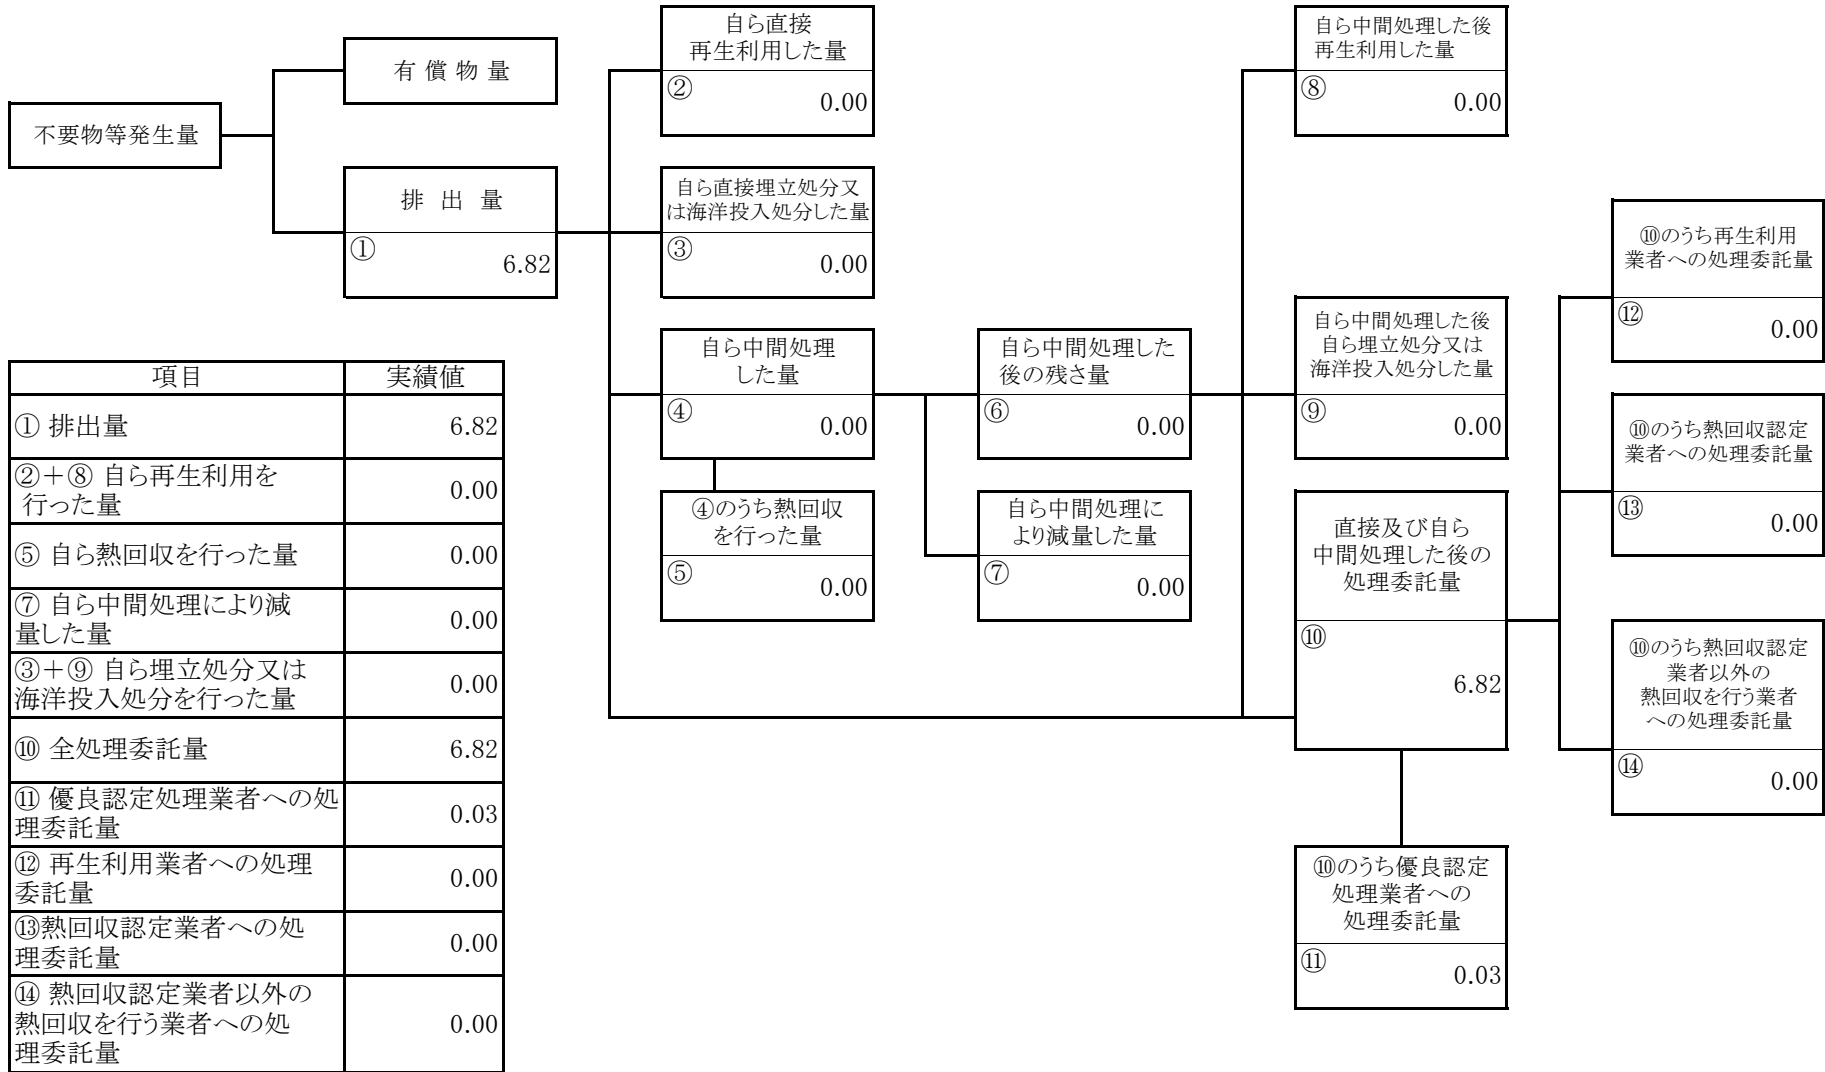 不要物等発生量
有償物量
排出量
①
6.82
自ら直接
再生利用した量
②
0.00
自ら直接埋立処分又
は海洋投入処分した量
③
0.00
自ら中間処理
した量
④
0.00
④のうち熱回収
を行った量
⑤
0.00
自ら中間処理した
後の残さ量
⑥
0.00
自ら中間処理に
より減量した量
⑦
0.00
自ら中間処理した後
再生利用した量
⑧
0.00
自ら中間処理した後
自ら埋立処分又は
海洋投入処分した量
⑨
0.00
直接及び自ら
中間処理した後の
処理委託量
⑩
6.82
⑩のうち優良認定
処理業者への
処理委託量
⑪
0.03
⑩のうち再生利用
業者への処理委託量
⑫
0.00
⑩のうち熱回収認定
業者への処理委託量
⑬
0.00
⑩のうち熱回収認定
業者以外の
熱回収を行う業者
への処理委託量
⑭
0.00
項目 実績値
① 排出量 6.82
②+⑧ 自ら再生利用を
行った量 0.00
⑤ 自ら熱回収を行った量 0.00
⑦ 自ら中間処理により減
量した量 0.00
③+⑨ 自ら埋立処分又は
海洋投入処分を行った量 0.00
⑩ 全処理委託量 6.82
⑪ 優良認定処理業者への処
理委託量 0.03
⑫ 再生利用業者への処理
委託量 0.00
⑬熱回収認定業者への処
理委託量 0.00
⑭ 熱回収認定業者以外の
熱回収を行う業者への処
理委託量 0.00